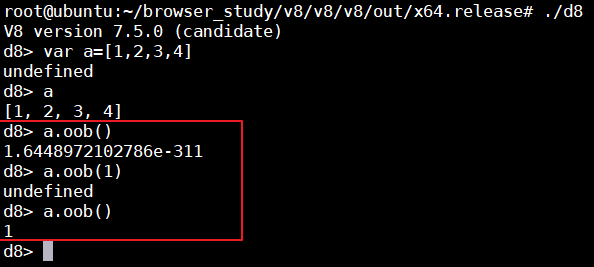 root@ubuntu:~/browser_study/v8/v8/v8/out/x64.release# ./d8
V8 version 7.5.0 (candidate)
d8> var a=[1,2,3,4]
undefined
d8> a
[1, 2, 3, 4]
d8> a.oob()
1.6448972102786e-311
d8> a.oob(1)
undefined
d8> a.oob()
1
d8>